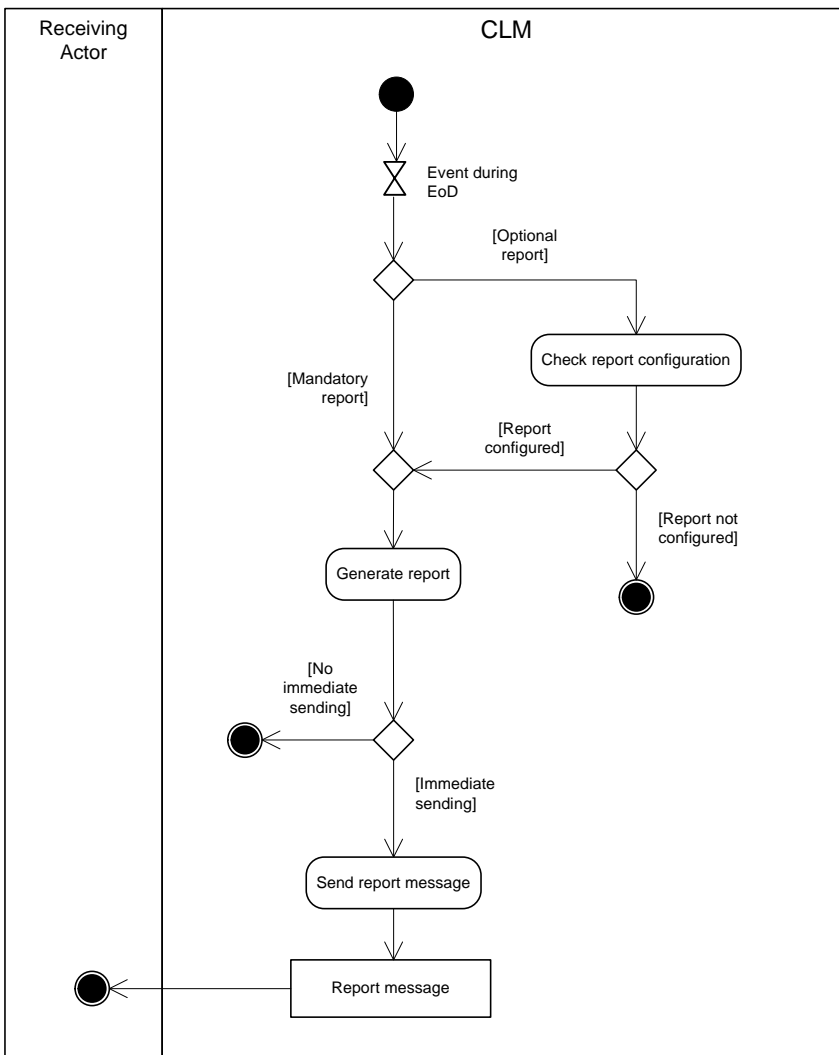 Receiving
Actor
CLM
Event during
EoD
[Optional
report]
Check report configuration
[Mandatory
report]
[Report
configured]
[Report not
configured]
Generate report
[No
immediate
sending]
[Immediate
sending]
Send report message
Report message